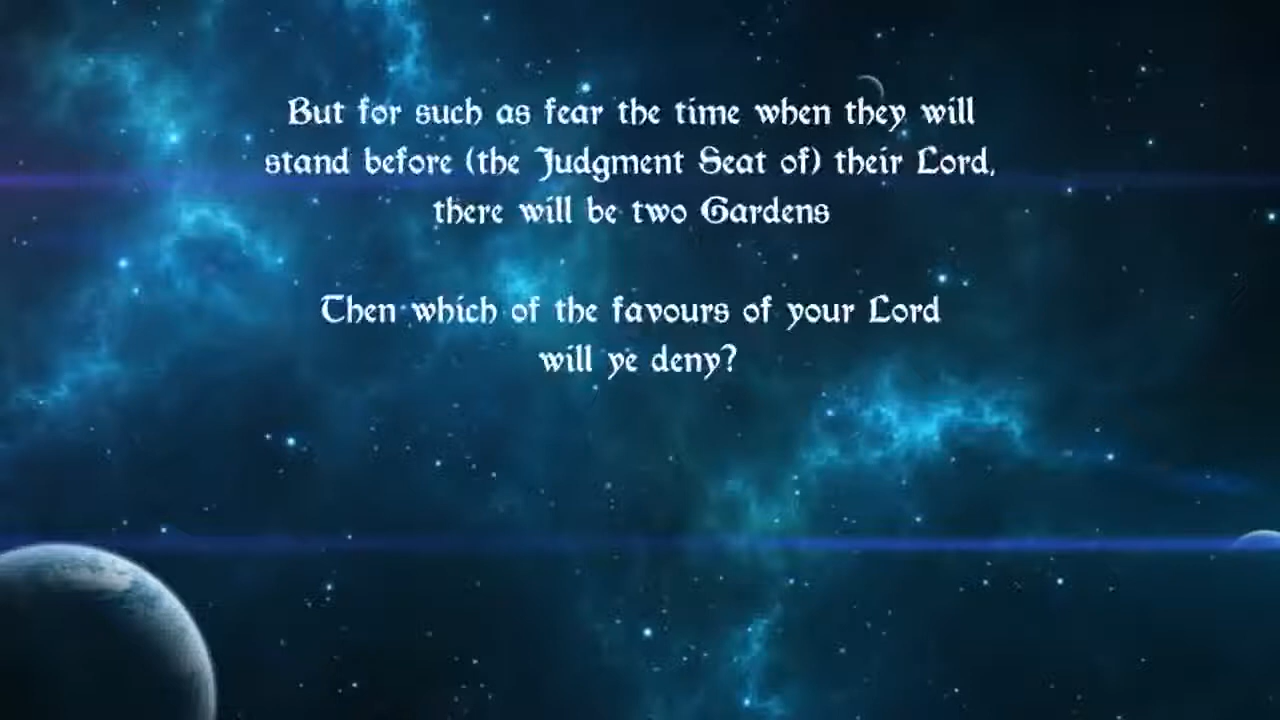 But for such as fear the time when they will
stand before (the Judgment Seat of) their Lord,
there will be two Gardens
Then which of the favours of your Lord
will ye deny?